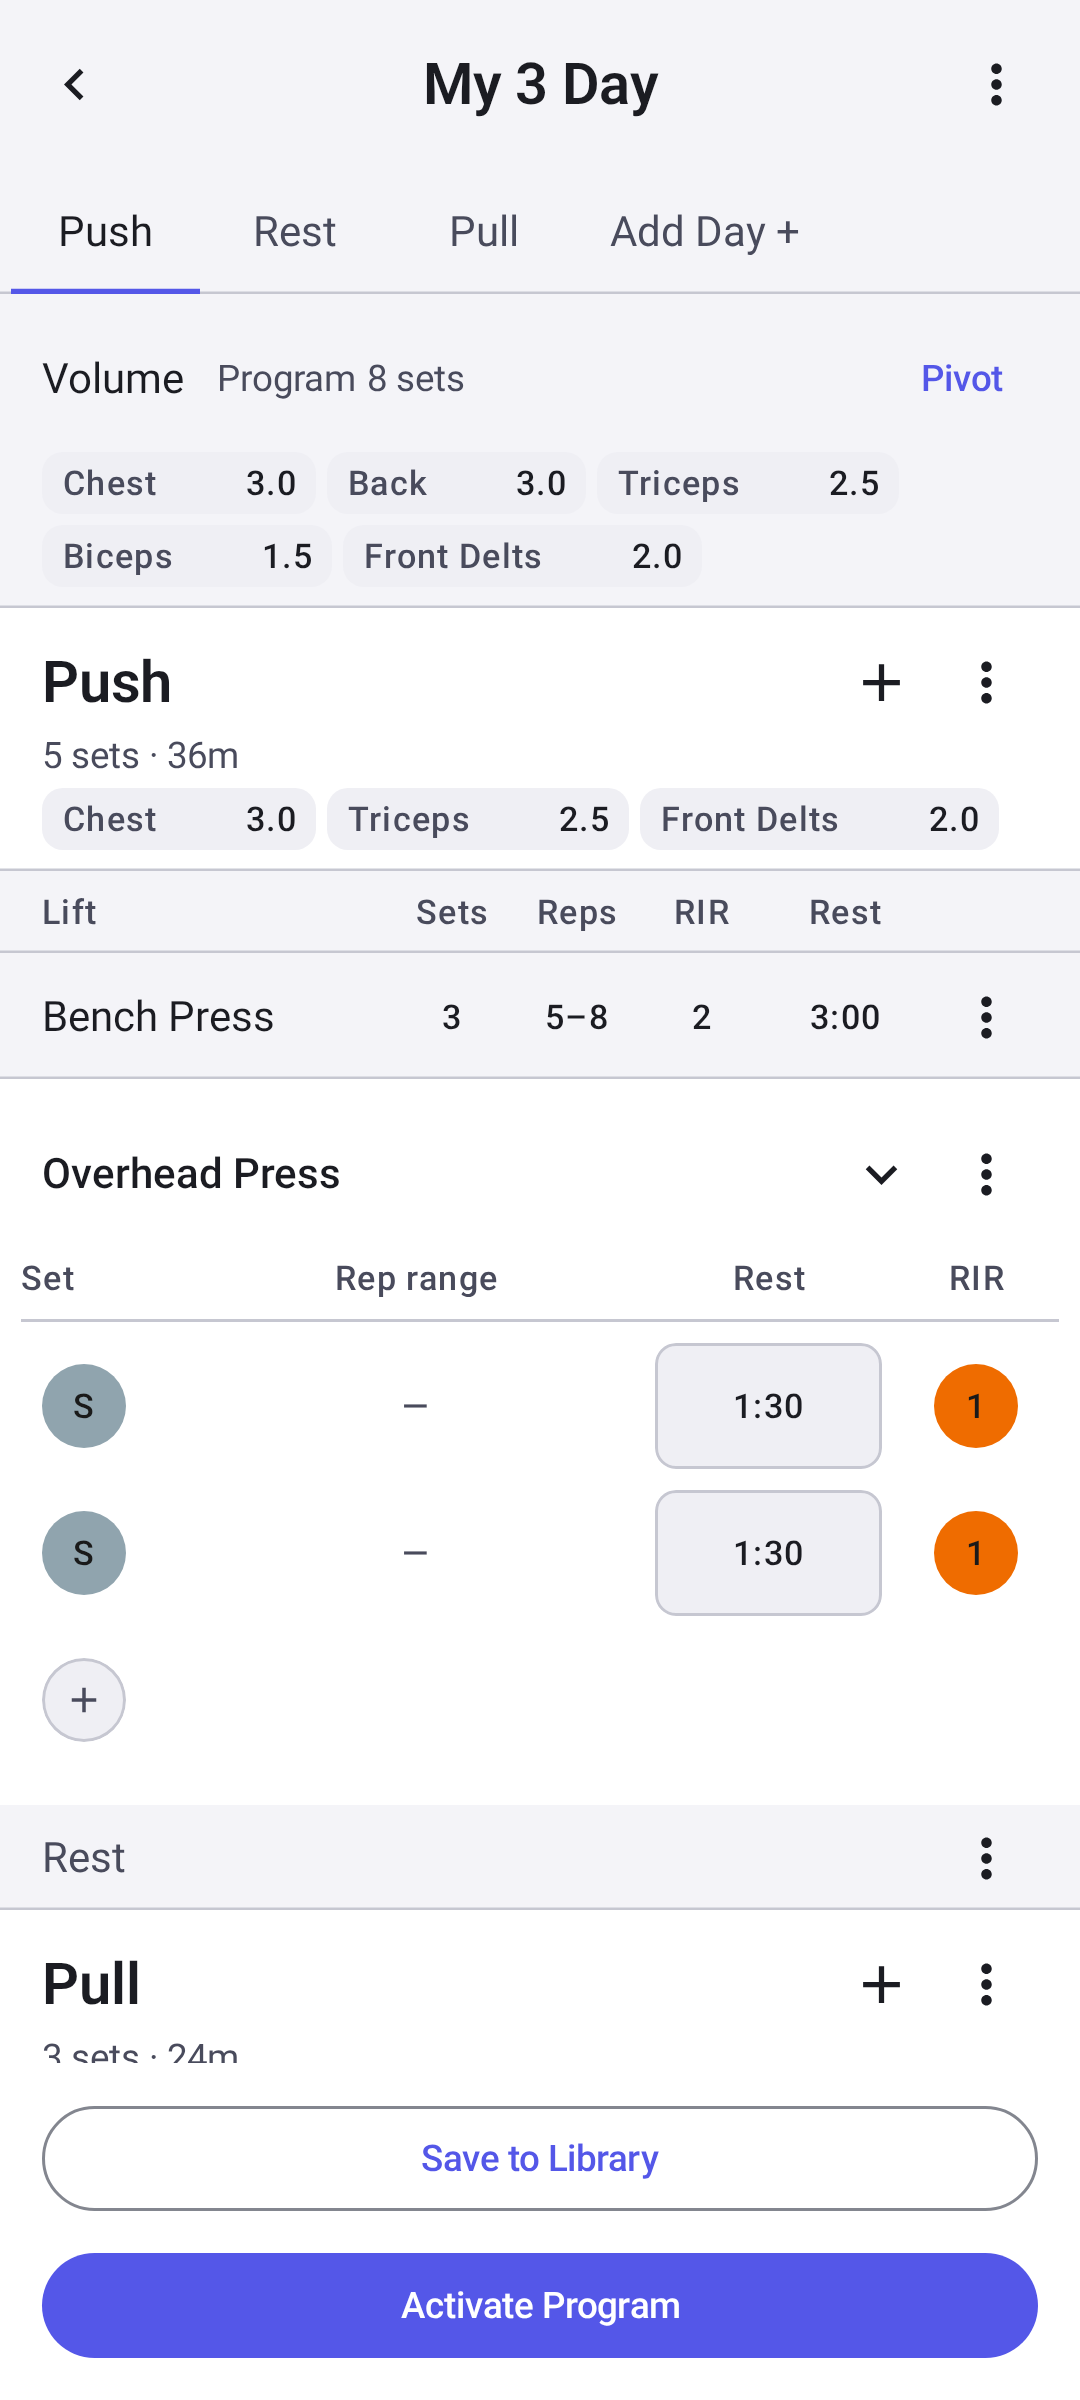 My 3 Day
Push Rest Pull Add Day +
Volume Program 8 sets Pivot
Chest 3.0 Back 3.0 Triceps 2.5
Biceps 1.5 Front Delts 2.0
Push
5 sets · 36m
Chest 3.0 Triceps 2.5 Front Delts 2.0
Lift Sets Reps RIR Rest
Bench Press 3 5–8 2 3:00
Overhead Press
Set Rep range Rest RIR
S – 1:30 1
S – 1:30 1
+
Rest
Pull
3 sets · 24m
Save to Library
Activate Program